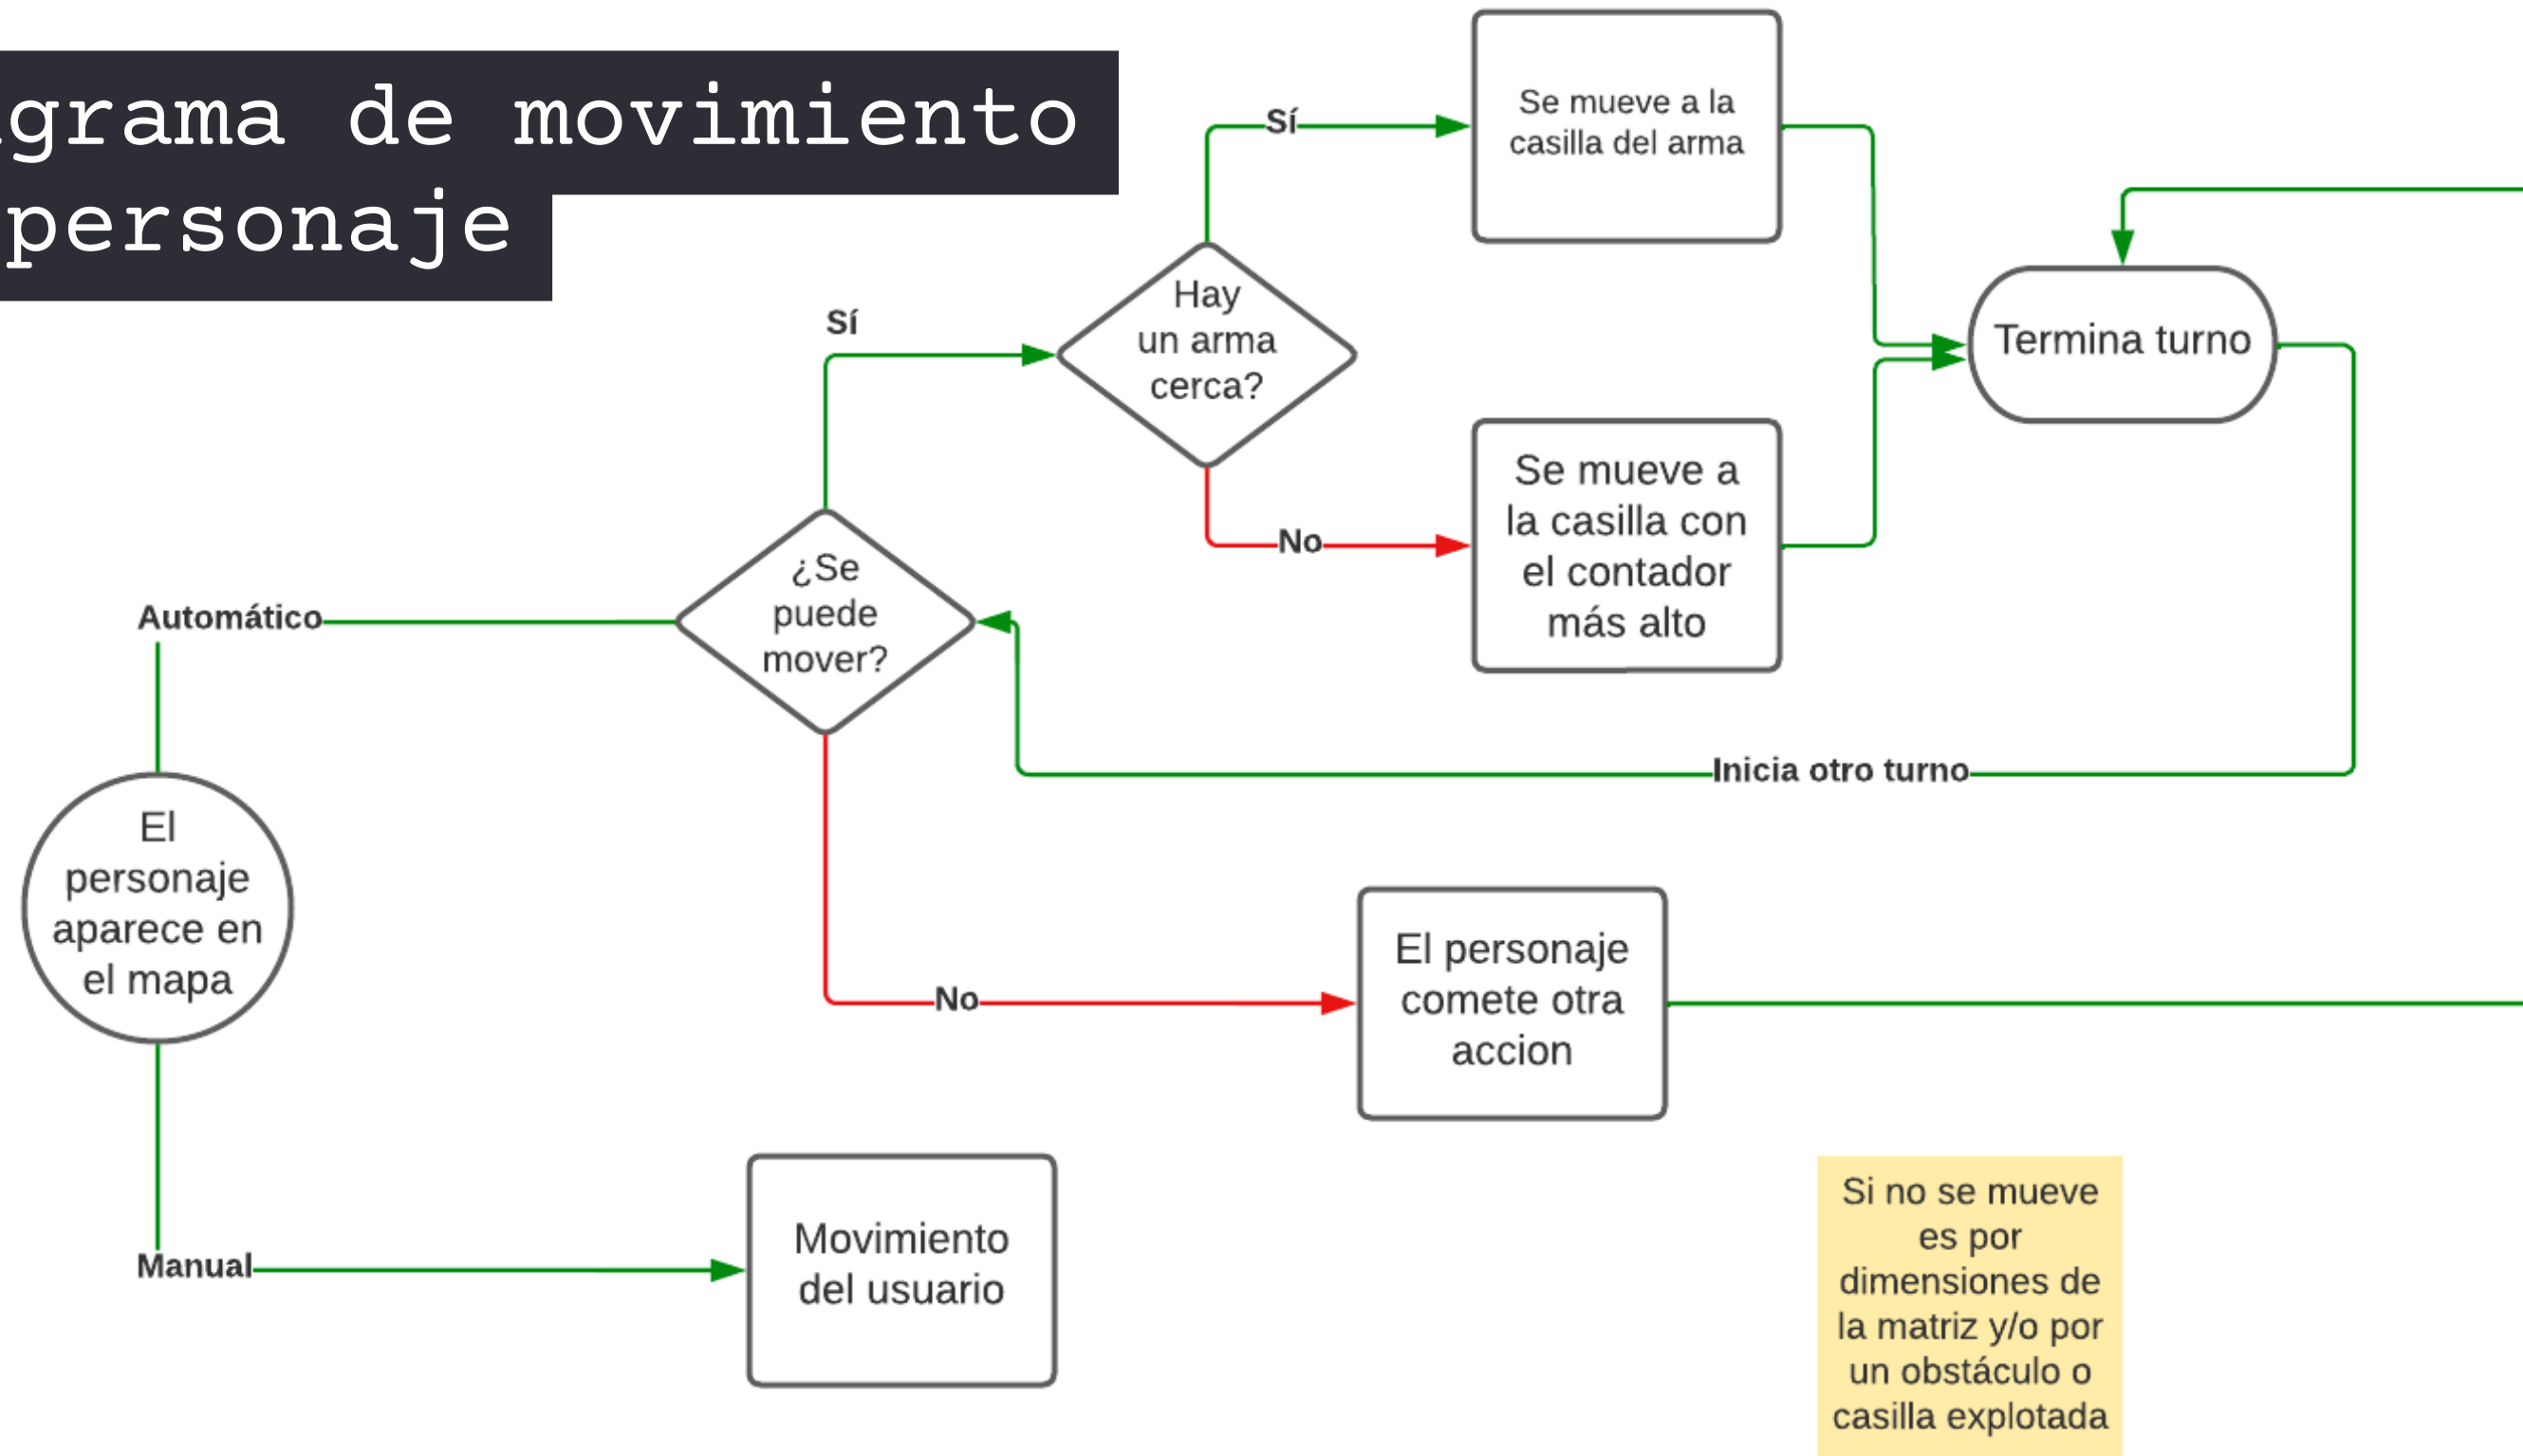 grama de movimiento
personaje
Sí
Se mueve a la
casilla del arma
Hay
un arma
cerca?
Sí
Termina turno
No
Se mueve a
la casilla con
el contador
más alto
¿Se
puede
mover?
Automático
Inicia otro turno
El
personaje
aparece en
el mapa
No
El personaje
comete otra
accion
Manual
Movimiento
del usuario
Si no se mueve
es por
dimensiones de
la matriz y/o por
un obstáculo o
casilla explotada